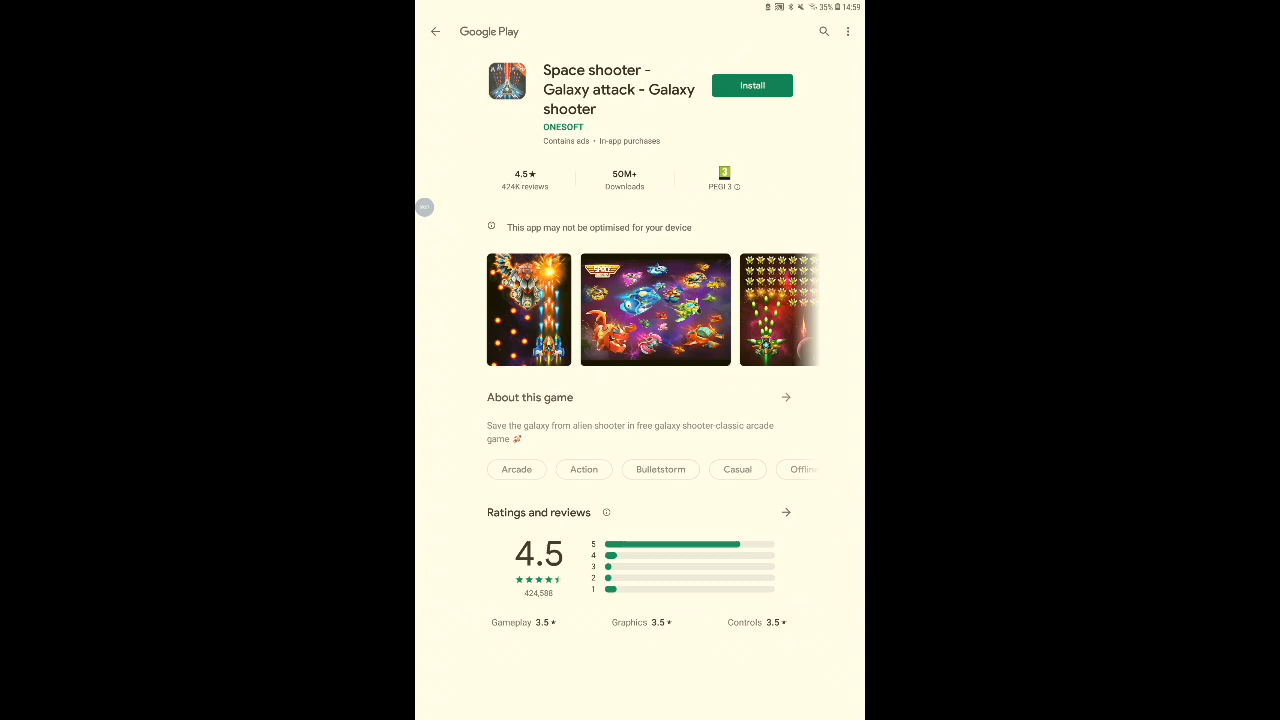 35% 14:59
Google Play
Space shooter -
Galaxy attack - Galaxy
shooter
Install
ONESOFT
Contains ads • In-app purchases
4.5★ 50M+ 3
424K reviews Downloads PEGI 3
This app may not be optimised for your device
About this game
Save the galaxy from alien shooter in free galaxy shooter-classic arcade
game 🚀
Arcade Action Bulletstorm Casual Offline
Ratings and reviews
4.5
5
4
3
2
1
424,588
Gameplay 3.5★ Graphics 3.5★ Controls 3.5★